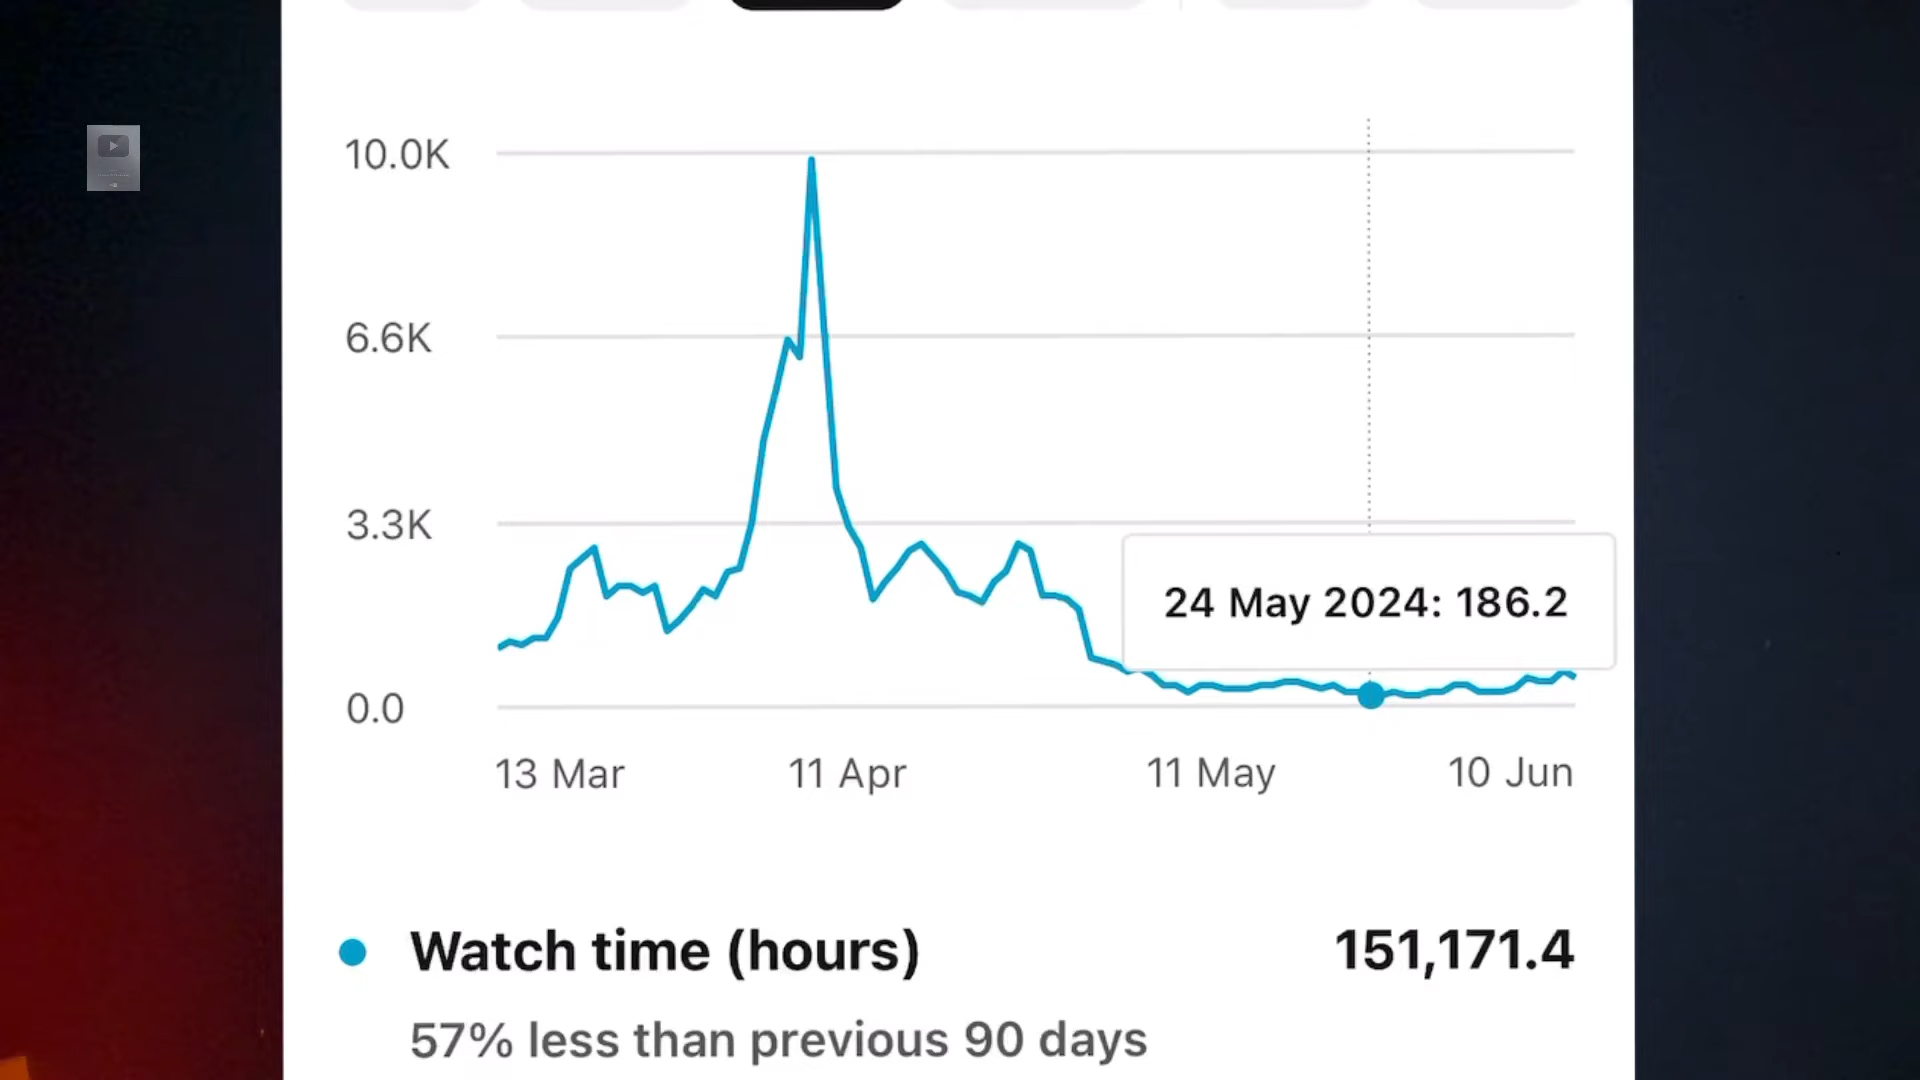 10.0K
6.6K
3.3K
24 May 2024: 186.2
0.0
13 Mar
11 Apr
11 May
10 Jun
Watch time (hours)
151,171.4
57% less than previous 90 days